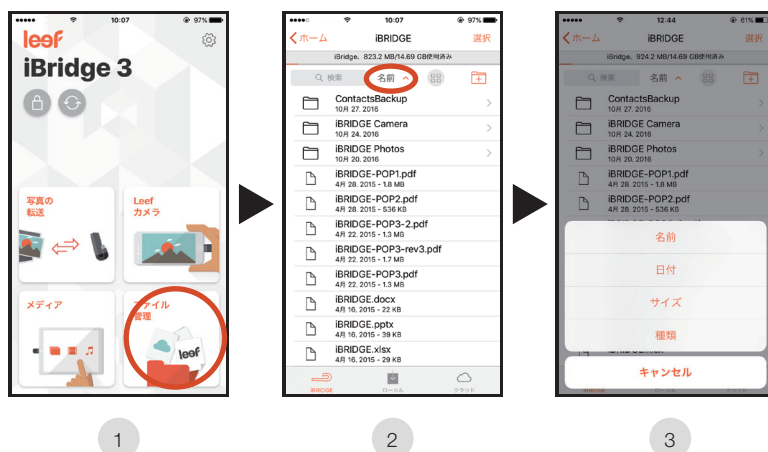 10:07
97%
leef
iBridge 3
写真の
転送
Leef
カメラ
メディア
ファイル
管理
leef
1
10:07
97%
ホーム
iBRIDGE
選択
iBridge、823.2 MB/14.69 GB使用済み
検索
名前
ContactsBackup
10月 27, 2016
iBRIDGE Camera
10月 24, 2016
iBRIDGE Photos
10月 20, 2016
iBRIDGE-POP1.pdf
4月 28, 2015 - 1.8 MB
iBRIDGE-POP2.pdf
4月 28, 2015 - 536 KB
iBRIDGE-POP3-2.pdf
4月 22, 2015 - 1.3 MB
iBRIDGE-POP3-rev3.pdf
4月 22, 2015 - 1.7 MB
iBRIDGE-POP3.pdf
4月 22, 2015 - 1.3 MB
iBRIDGE.docx
4月 16, 2015 - 22 KB
iBRIDGE.pptx
4月 16, 2015 - 39 KB
iBRIDGE.xlsx
4月 16, 2015 - 29 KB
iBRIDGE
ローカル
クラウド
2
12:44
61%
ホーム
iBRIDGE
選択
iBridge、924.2 MB/14.69 GB使用済み
検索
名前
ContactsBackup
10月 27, 2016
iBRIDGE Camera
10月 24, 2016
iBRIDGE Photos
10月 20, 2016
iBRIDGE-POP1.pdf
4月 28, 2015 - 1.8 MB
iBRIDGE-POP2.pdf
4月 28, 2015 - 536 KB
名前
日付
サイズ
種類
キャンセル
3